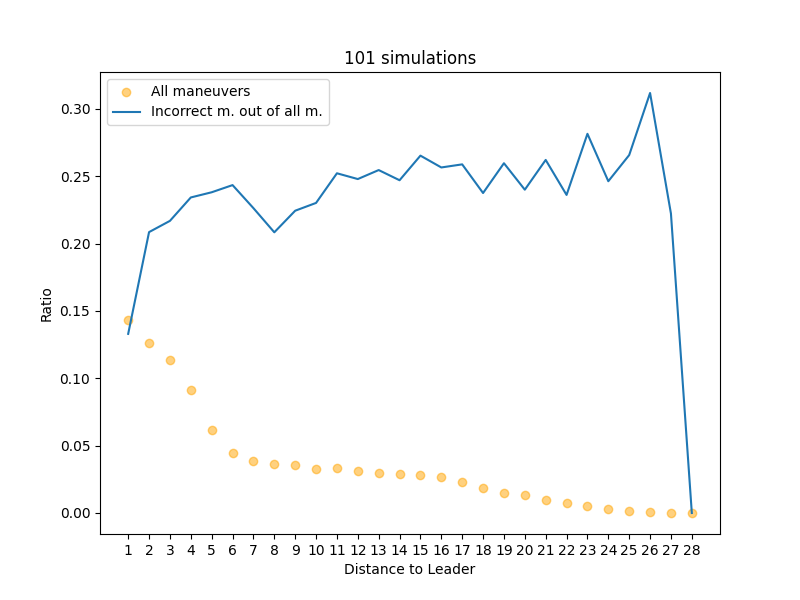 101 simulations
All maneuvers
Incorrect m. out of all m.
0.30
0.25
0.20
0.15
0.10
0.05
0.00
Ratio
1 2 3 4 5 6 7 8 9 10 11 12 13 14 15 16 17 18 19 20 21 22 23 24 25 26 27 28
Distance to Leader